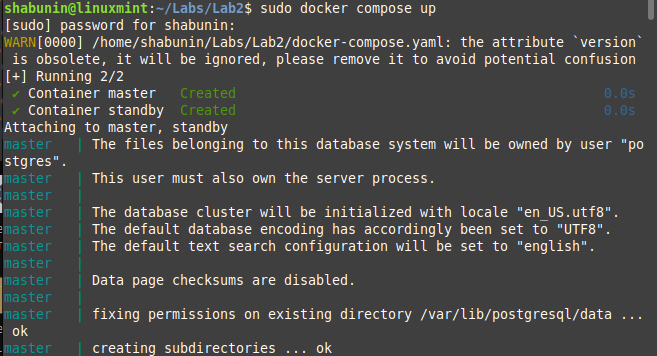 shabunin@linuxmint:~/Labs/Lab2$ sudo docker compose up
[sudo] password for shabunin:
WARN[0000] /home/shabunin/Labs/Lab2/docker-compose.yaml: the attribute `version`
 is obsolete, it will be ignored, please remove it to avoid potential confusion
[+] Running 2/2
 ✔ Container master   Created                                              0.0s
 ✔ Container standby  Created                                              0.0s
Attaching to master, standby
master   | The files belonging to this database system will be owned by user "po
stgres".
master   | This user must also own the server process.
master   |
master   | The database cluster will be initialized with locale "en_US.utf8".
master   | The default database encoding has accordingly been set to "UTF8".
master   | The default text search configuration will be set to "english".
master   |
master   | Data page checksums are disabled.
master   |
master   | fixing permissions on existing directory /var/lib/postgresql/data ...
 ok
master   | creating subdirectories ... ok